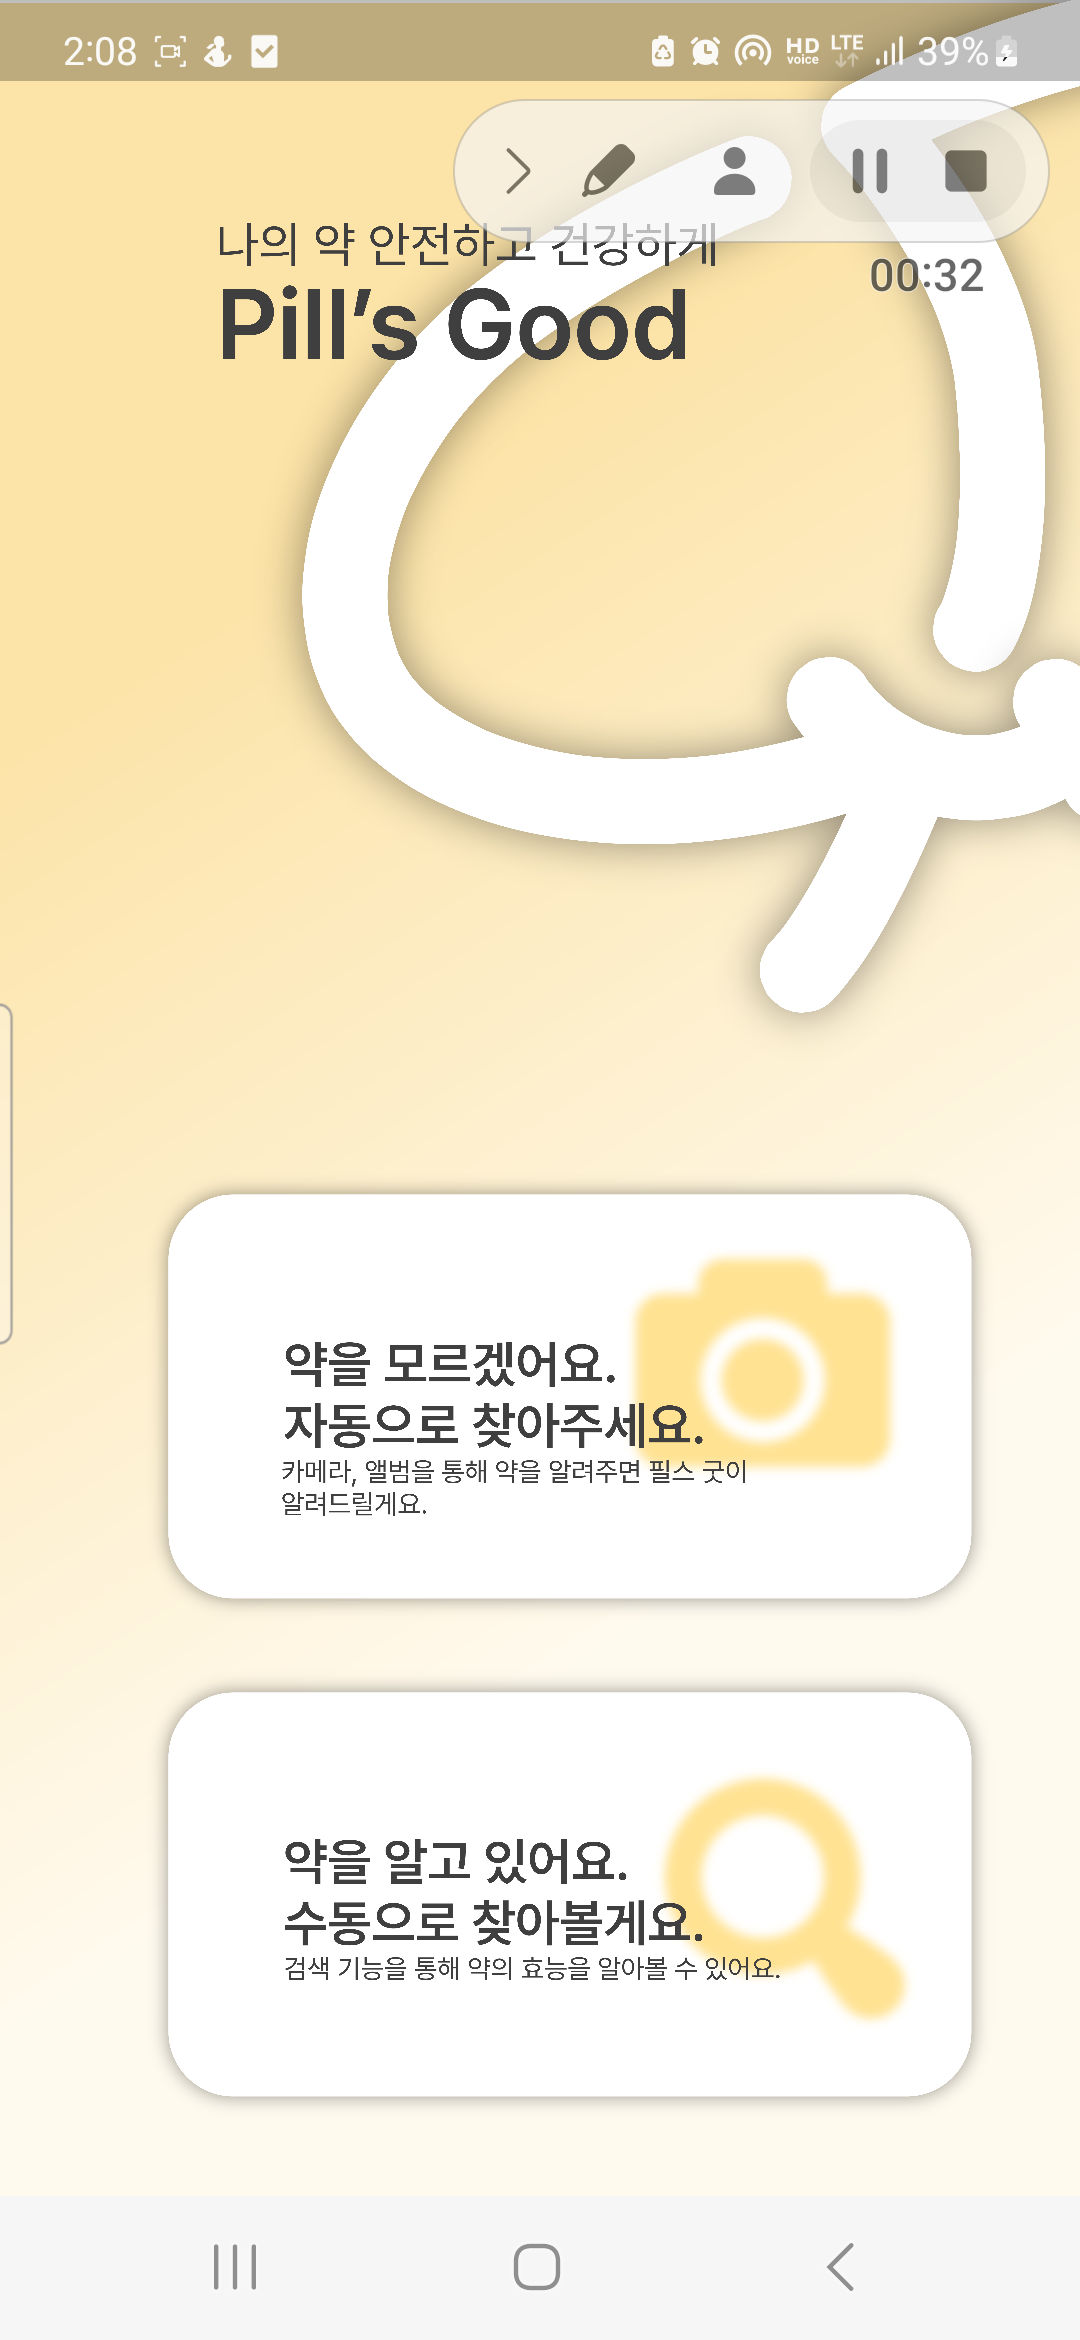 2:08
HD voice LTE 39%
나의 약 안전하고 건강하게
00:32
Pill's Good
약을 모르겠어요.
자동으로 찾아주세요.
카메라, 앨범을 통해 약을 알려주면 필스 굿이
알려드릴게요.
약을 알고 있어요.
수동으로 찾아볼게요.
검색 기능을 통해 약의 효능을 알아볼 수 있어요.